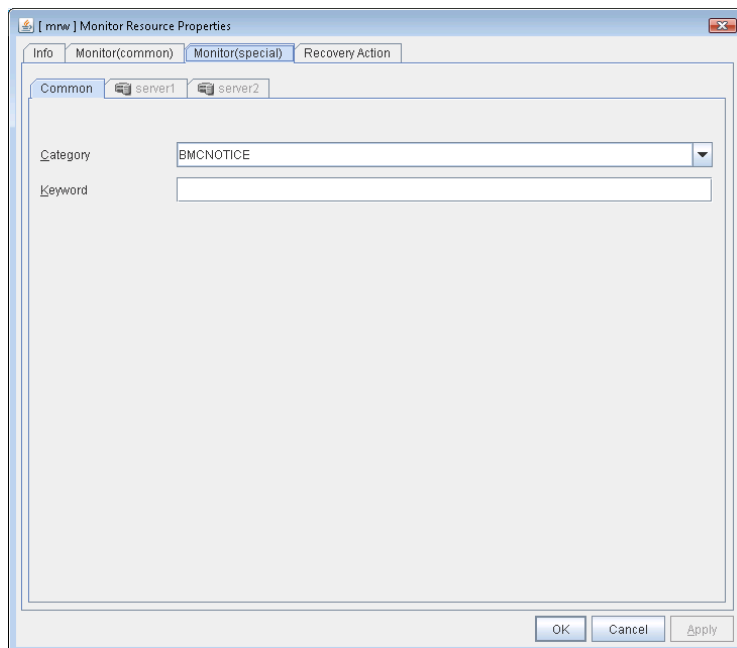 [ mrw ] Monitor Resource Properties
Info Monitor(common) Monitor(special) Recovery Action
Common server1 server2
Category BMCNOTICE
Keyword
OK Cancel Apply